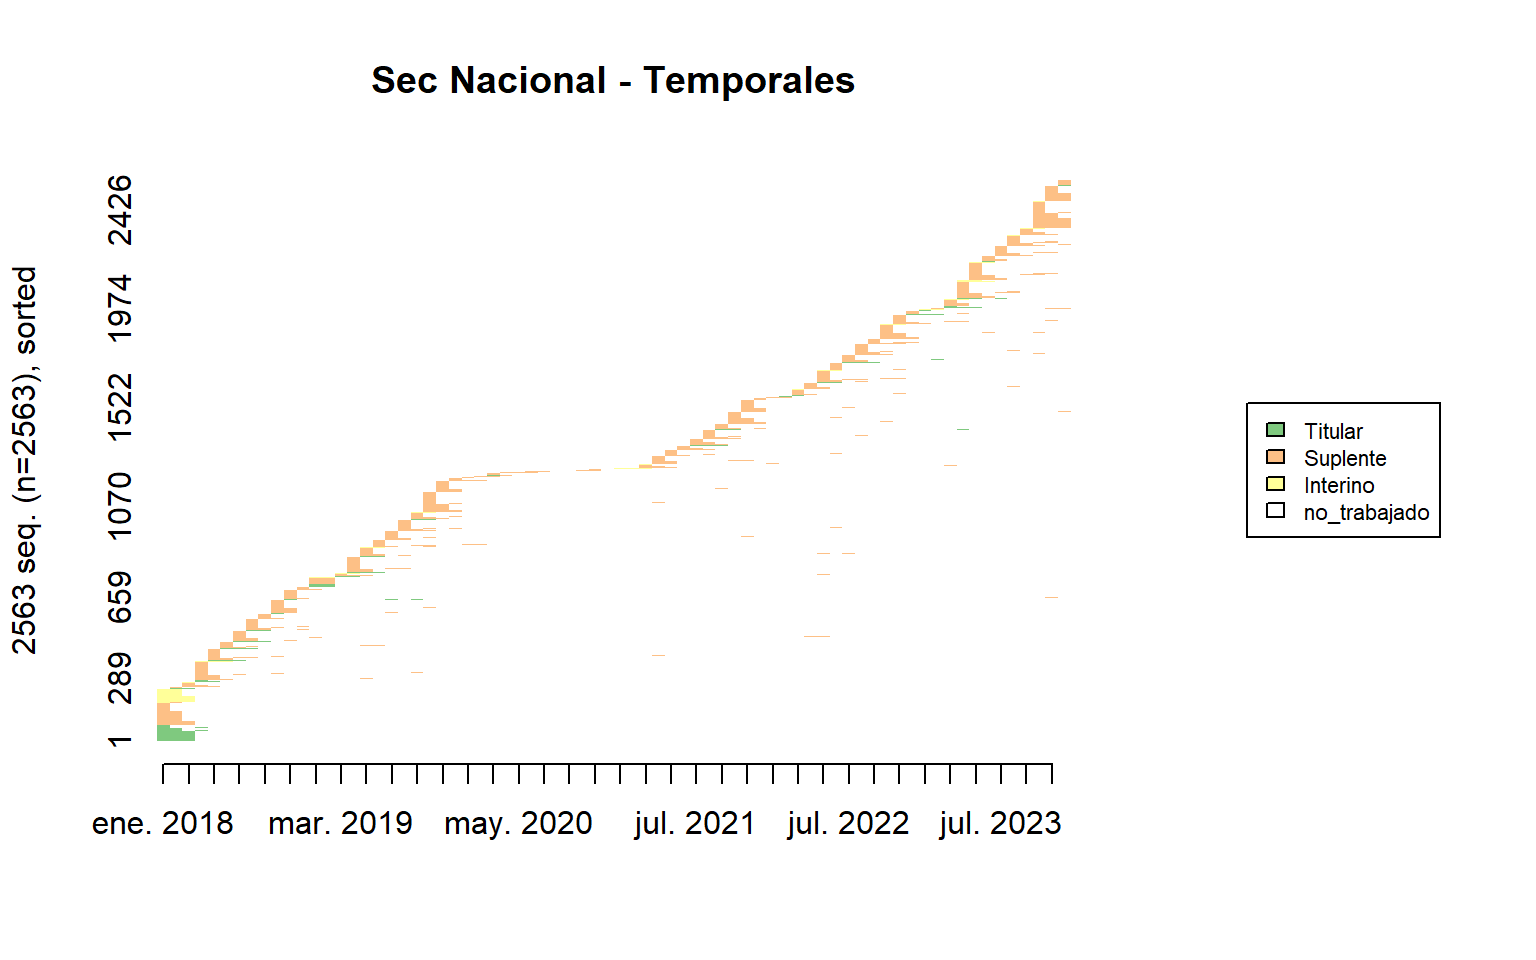 Sec Nacional - Temporales
2563 seq. (n=2563), sorted
2426
1974
1522
1070
659
289
1
ene. 2018
mar. 2019
may. 2020
jul. 2021
jul. 2022
jul. 2023
Titular
Suplente
Interino
no_trabajado